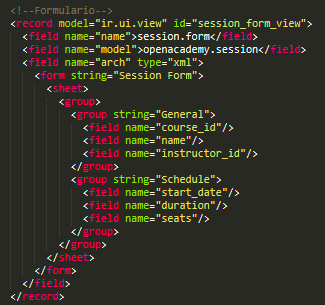 <!--Formulario-->
<record model="ir.ui.view" id="session_form_view">
<field name="name">session.form</field>
<field name="model">openacademy.session</field>
<field name="arch" type="xml">
<form string="Session Form">
<sheet>
<group>
<group string="General">
<field name="course_id"/>
<field name="name"/>
<field name="instructor_id"/>
</group>
<group string="Schedule">
<field name="start_date"/>
<field name="duration"/>
<field name="seats"/>
</group>
</group>
</sheet>
</form>
</field>
</record>